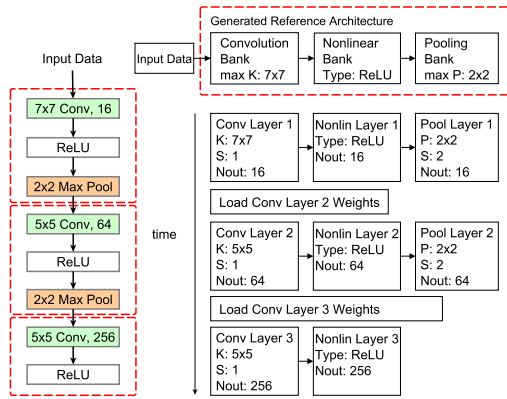 Generated Reference Architecture
Input Data
Convolution
Bank
max K: 7x7
Nonlinear
Bank
Type: ReLU
Pooling
Bank
max P: 2x2
Input Data
7x7 Conv, 16
ReLU
2x2 Max Pool
5x5 Conv, 64
ReLU
2x2 Max Pool
5x5 Conv, 256
ReLU
time
Conv Layer 1
K: 7x7
S: 1
Nout: 16
Nonlin Layer 1
Type: ReLU
Nout: 16
Pool Layer 1
P: 2x2
S: 2
Nout: 16
Load Conv Layer 2 Weights
Conv Layer 2
K: 5x5
S: 1
Nout: 64
Nonlin Layer 2
Type: ReLU
Nout: 64
Pool Layer 2
P: 2x2
S: 2
Nout: 64
Load Conv Layer 3 Weights
Conv Layer 3
K: 5x5
S: 1
Nout: 256
Nonlin Layer 3
Type: ReLU
Nout: 256